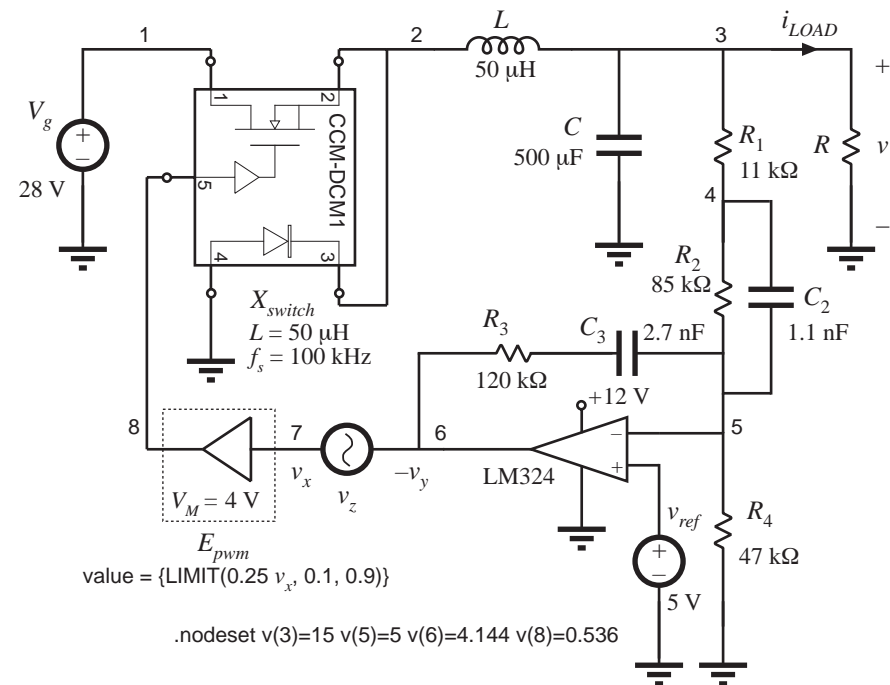 1
2
L
50 µH
3
i_LOAD
V_g
+
−
28 V
1
2
CCM-DCM1
5
4
3
C
500 µF
R_1
11 kΩ
R
+
v
−
4
R_2
85 kΩ
C_2
1.1 nF
X_switch
L = 50 µH
f_s = 100 kHz
R_3
120 kΩ
C_3
2.7 nF
+12 V
8
7
6
5
−
+
LM324
V_M = 4 V
v_x
v_z
−v_y
E_pwm
value = {LIMIT(0.25 v_x, 0.1, 0.9)}
v_ref
+
−
5 V
R_4
47 kΩ
.nodeset v(3)=15 v(5)=5 v(6)=4.144 v(8)=0.536